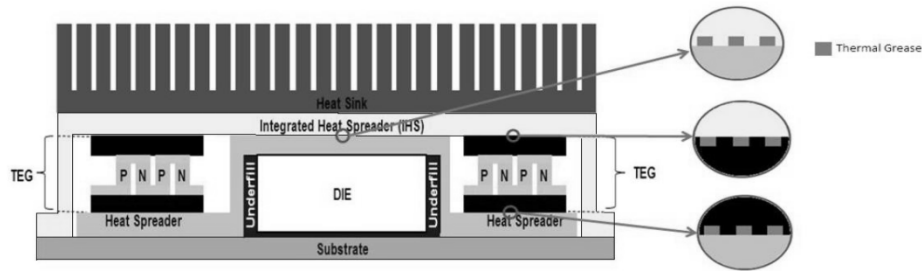 Thermal Grease
Heat Sink
Integrated Heat Spreader (IHS)
TEG
P N P N
Underfill
DIE
Underfill
P N P N
TEG
Heat Spreader
Heat Spreader
Substrate